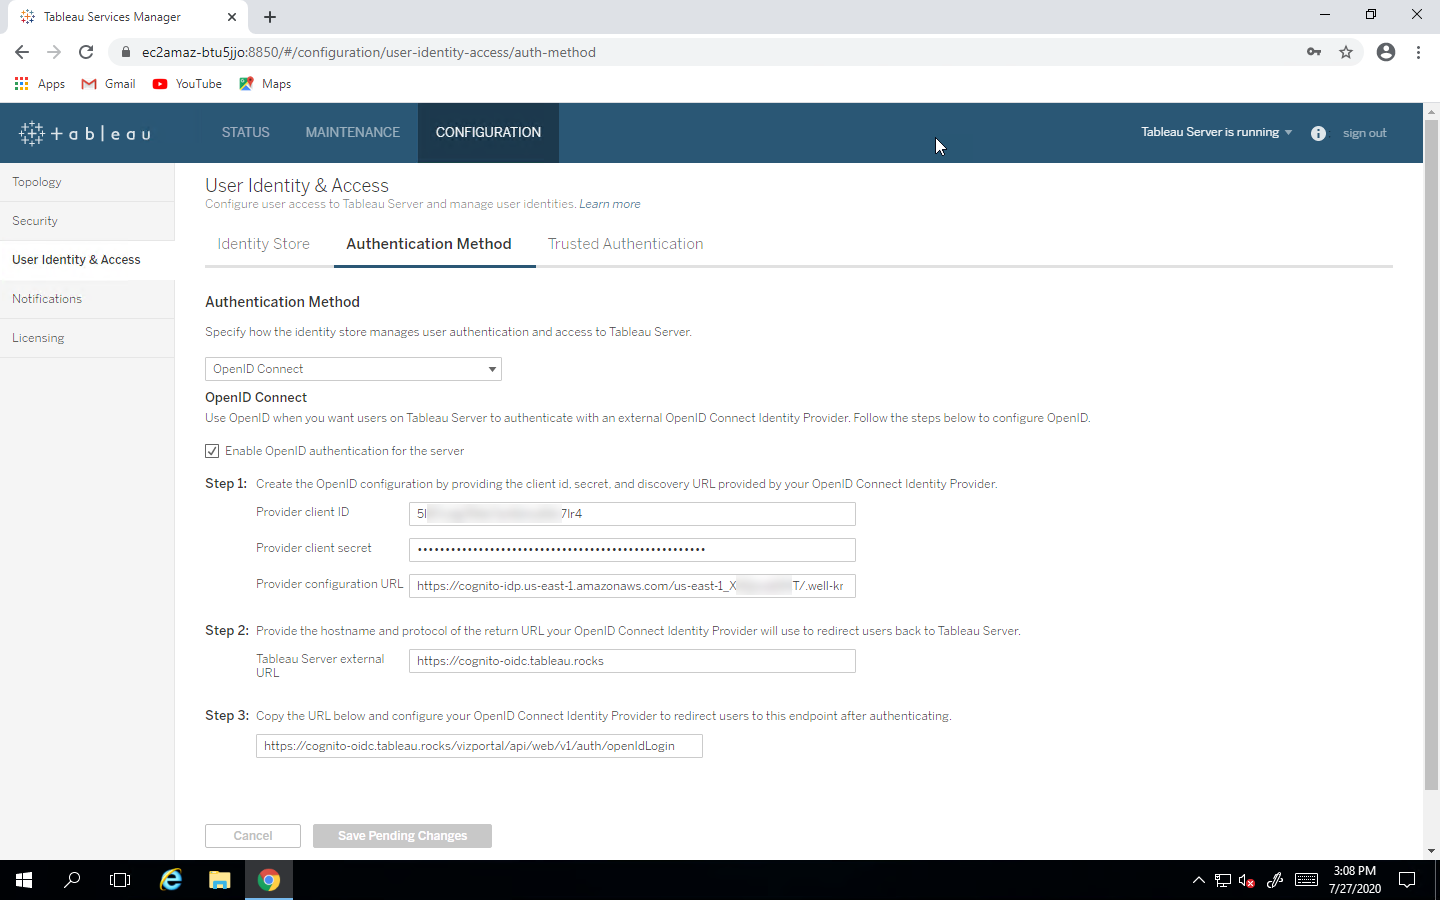 Tableau Services Manager
ec2amaz-btu5jjo:8850/#/configuration/user-identity-access/auth-method
Apps
Gmail
YouTube
Maps
+ableau
STATUS
MAINTENANCE
CONFIGURATION
Tableau Server is running
sign out
Topology
Security
User Identity & Access
Notifications
Licensing
User Identity & Access
Configure user access to Tableau Server and manage user identities. Learn more
Identity Store
Authentication Method
Trusted Authentication
Authentication Method
Specify how the identity store manages user authentication and access to Tableau Server.
OpenID Connect
OpenID Connect
Use OpenID when you want users on Tableau Server to authenticate with an external OpenID Connect Identity Provider. Follow the steps below to configure OpenID.
Enable OpenID authentication for the server
Step 1: Create the OpenID configuration by providing the client id, secret, and discovery URL provided by your OpenID Connect Identity Provider.
Provider client ID
Provider client secret
Provider configuration URL
https://cognito-idp.us-east-1.amazonaws.com/us-east-1_X T/.well-kr
Step 2: Provide the hostname and protocol of the return URL your OpenID Connect Identity Provider will use to redirect users back to Tableau Server.
Tableau Server external
URL
https://cognito-oidc.tableau.rocks
Step 3: Copy the URL below and configure your OpenID Connect Identity Provider to redirect users to this endpoint after authenticating.
https://cognito-oidc.tableau.rocks/vizportal/api/web/v1/auth/openIdLogin
Cancel
Save Pending Changes
3:08 PM
7/27/2020